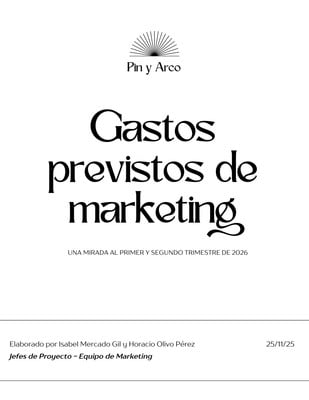 Pin y Arco
Gastos
previstos de
marketing
UNA MIRADA AL PRIMER Y SEGUNDO TRIMESTRE DE 2026
Elaborado por Isabel Mercado Gil y Horacio Olivo Pérez
25/11/25
Jefes de Proyecto – Equipo de Marketing